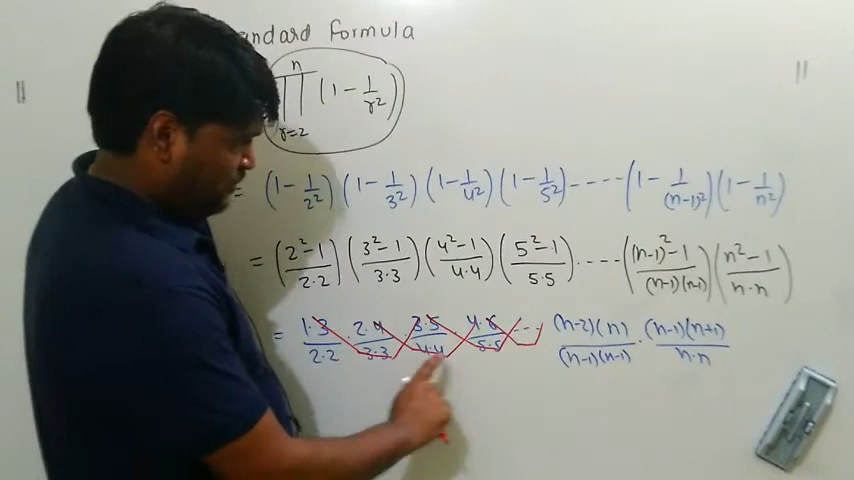 andard Formula
n
∏ (1 - 1/r²)
r=2
= (1 - 1/2²) (1 - 1/3²) (1 - 1/4²) (1 - 1/5²) ----- (1 - 1/(n-1)²) (1 - 1/n²)
= ((2²-1)/(2·2)) ((3²-1)/(3·3)) ((4²-1)/(4·4)) ((5²-1)/(5·5)) ----- (((n-1)²-1)/((n-1)(n-1))) ((n²-1)/(n·n))
= (1·3)/(2·2) · (2·4)/(3·3) · (3·5)/(4·4) · (4·6)/(5·5) --- ((n-2)(n))/((n-1)(n-1)) · ((n-1)(n+1))/(n·n)